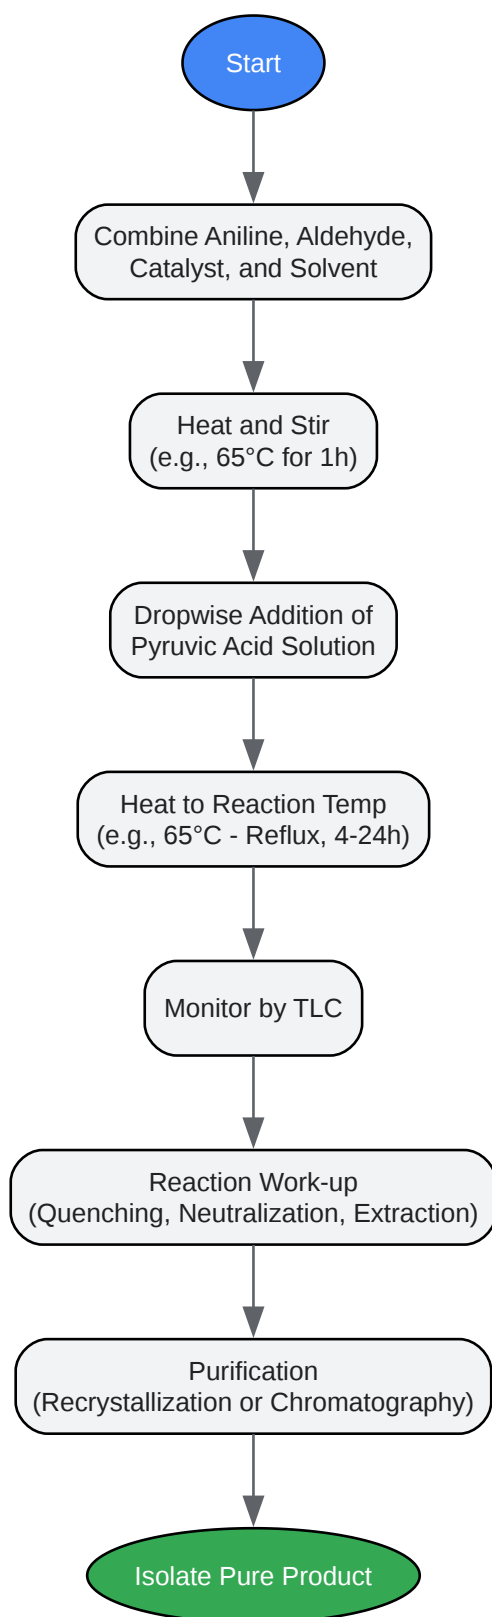 Start
Combine Aniline, Aldehyde,
Catalyst, and Solvent
Heat and Stir
(e.g., 65°C for 1h)
Dropwise Addition of
Pyruvic Acid Solution
Heat to Reaction Temp
(e.g., 65°C - Reflux, 4-24h)
Monitor by TLC
Reaction Work-up
(Quenching, Neutralization, Extraction)
Purification
(Recrystallization or Chromatography)
Isolate Pure Product